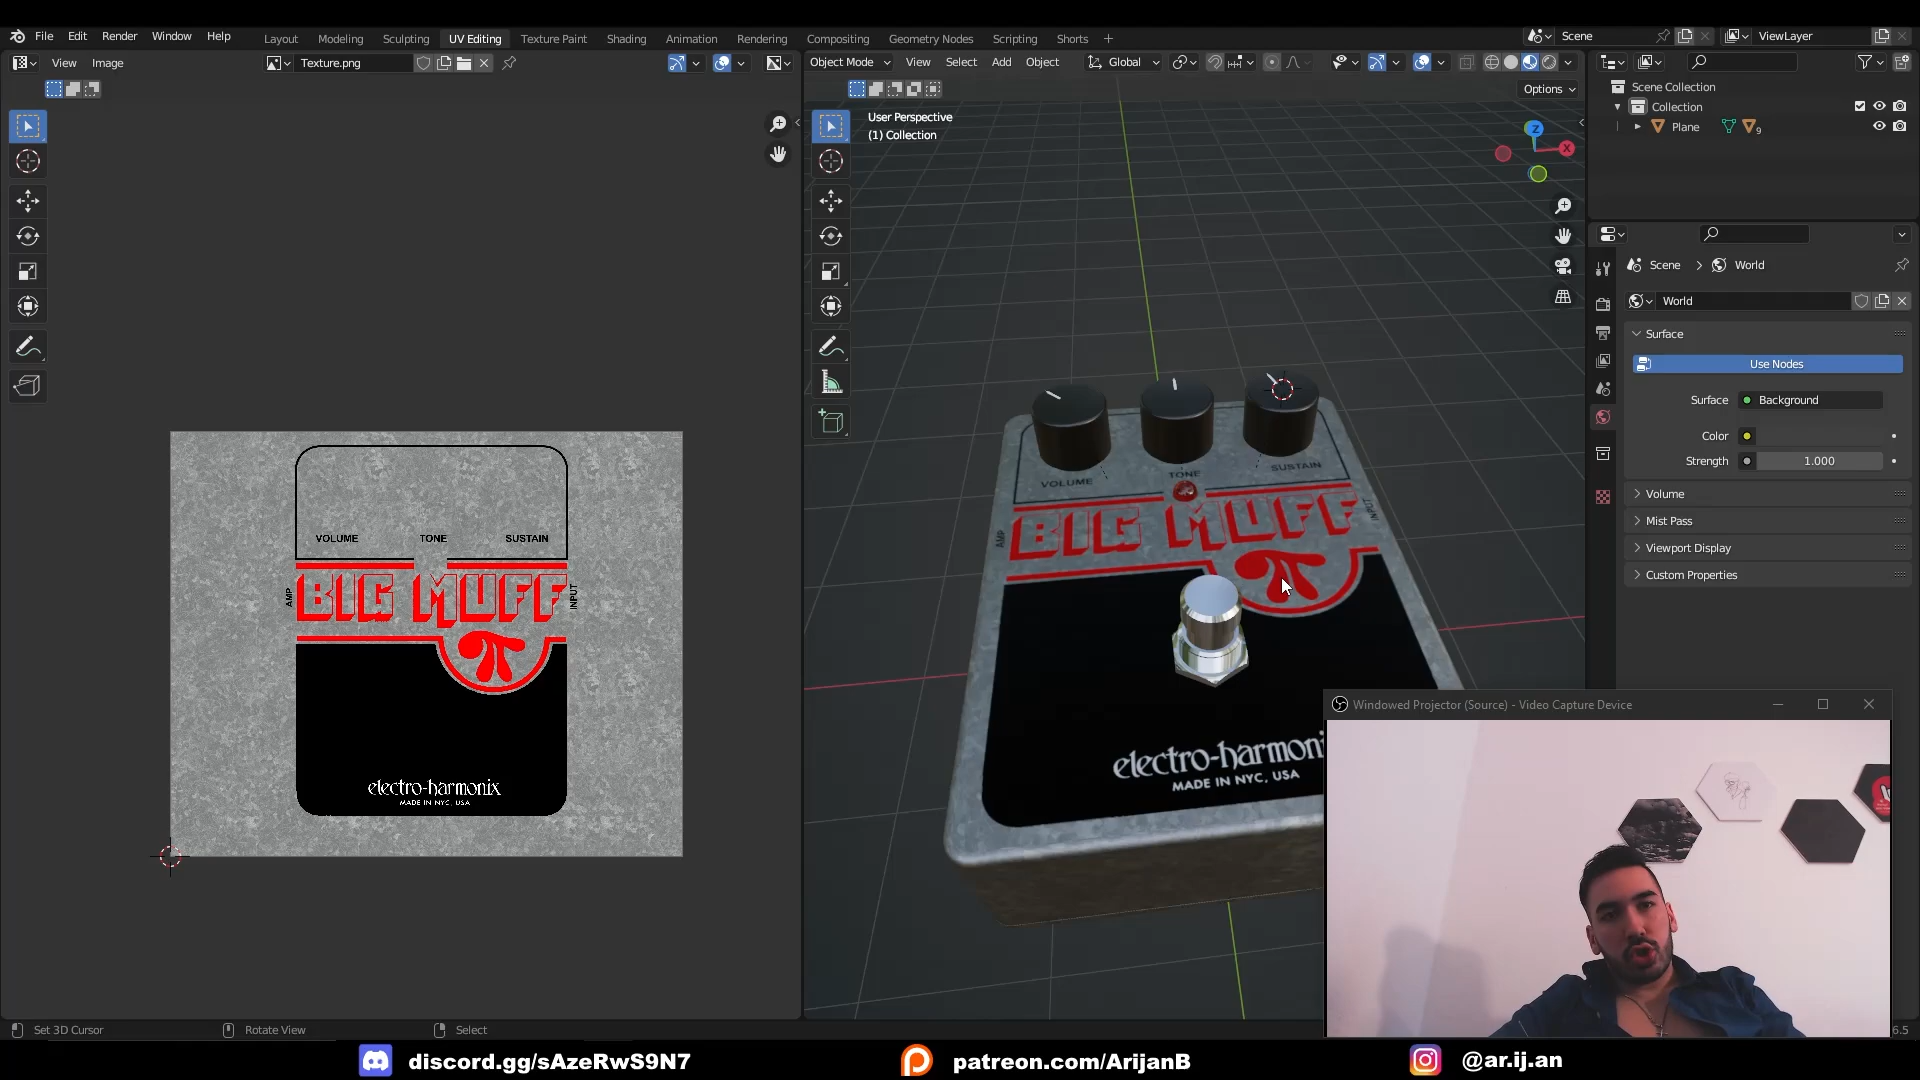 File Edit Render Window Help
Layout Modeling Sculpting UV Editing Texture Paint Shading Animation Rendering Compositing Geometry Nodes Scripting Shorts
Scene
ViewLayer
View Image
Texture.png
Object Mode View Select Add Object
Global
Options
User Perspective
(1) Collection
Z
X
Scene Collection
Collection
Plane
9
Scene > World
World
Surface
Use Nodes
Surface Background
Color
Strength 1.000
Volume
Mist Pass
Viewport Display
Custom Properties
VOLUME TONE SUSTAIN
AMP BIG MUFF INPUT
electro-harmonix
MADE IN NYC, USA
VOLUME TONE SUSTAIN
AMP BIG MUFF INPUT
electro-harmoni
MADE IN NYC, USA
Windowed Projector (Source) - Video Capture Device
Set 3D Cursor Rotate View Select
6.5
discord.gg/sAzeRwS9N7 patreon.com/ArijanB @ar.ij.an